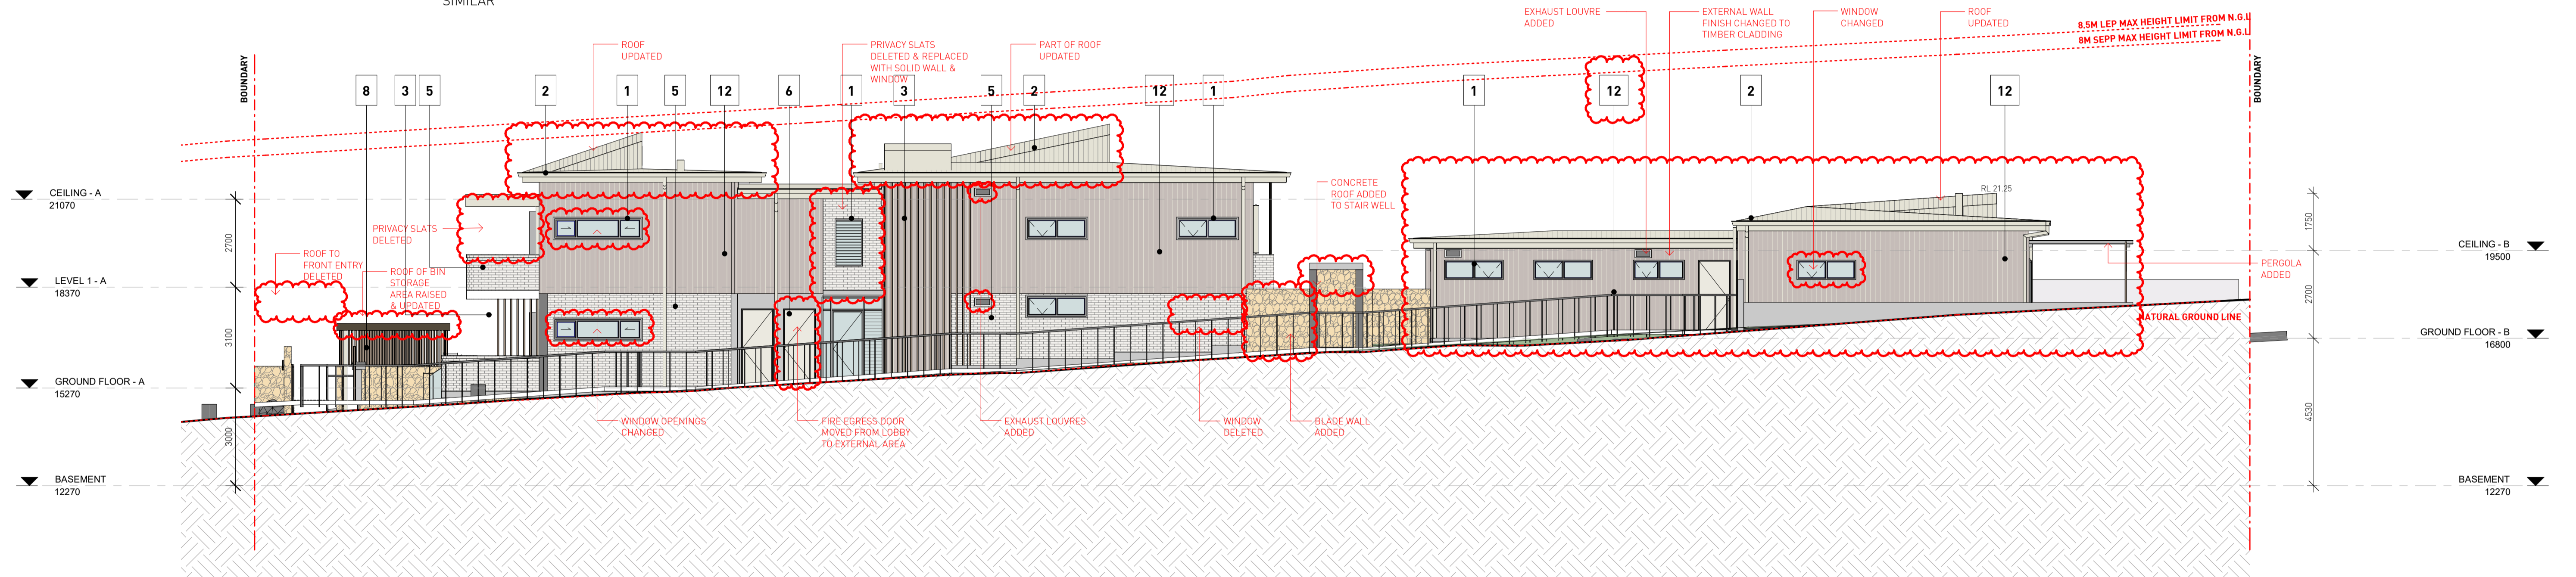 SIMILAR
EXHAUST LOUVRE
ADDED
EXTERNAL WALL
FINISH CHANGED TO
TIMBER CLADDING
WINDOW
CHANGED
ROOF
UPDATED
8.5M LEP MAX HEIGHT LIMIT FROM N.G.L
8M SEPP MAX HEIGHT LIMIT FROM N.G.L
ROOF
UPDATED
PRIVACY SLATS
DELETED & REPLACED
WITH SOLID WALL &
WINDOW
PART OF ROOF
UPDATED
BOUNDARY
BOUNDARY
8 3 5 2 1 5 12 6 1 3 5 2 12 1 1 12 2 12
CEILING - A
21070
2700
PRIVACY SLATS
DELETED
CONCRETE
ROOF ADDED
TO STAIR WELL
RL 21.25
1750
CEILING - B
19500
ROOF TO
FRONT ENTRY
DELETED
ROOF OF BIN
STORAGE
AREA RAISED
& UPDATED
PERGOLA
ADDED
LEVEL 1 - A
18370
2700
3100
NATURAL GROUND LINE
GROUND FLOOR - B
16800
GROUND FLOOR - A
15270
WINDOW OPENINGS
CHANGED
FIRE EGRESS DOOR
MOVED FROM LOBBY
TO EXTERNAL AREA
EXHAUST LOUVRES
ADDED
WINDOW
DELETED
BLADE WALL
ADDED
3000
4530
BASEMENT
12270
BASEMENT
12270